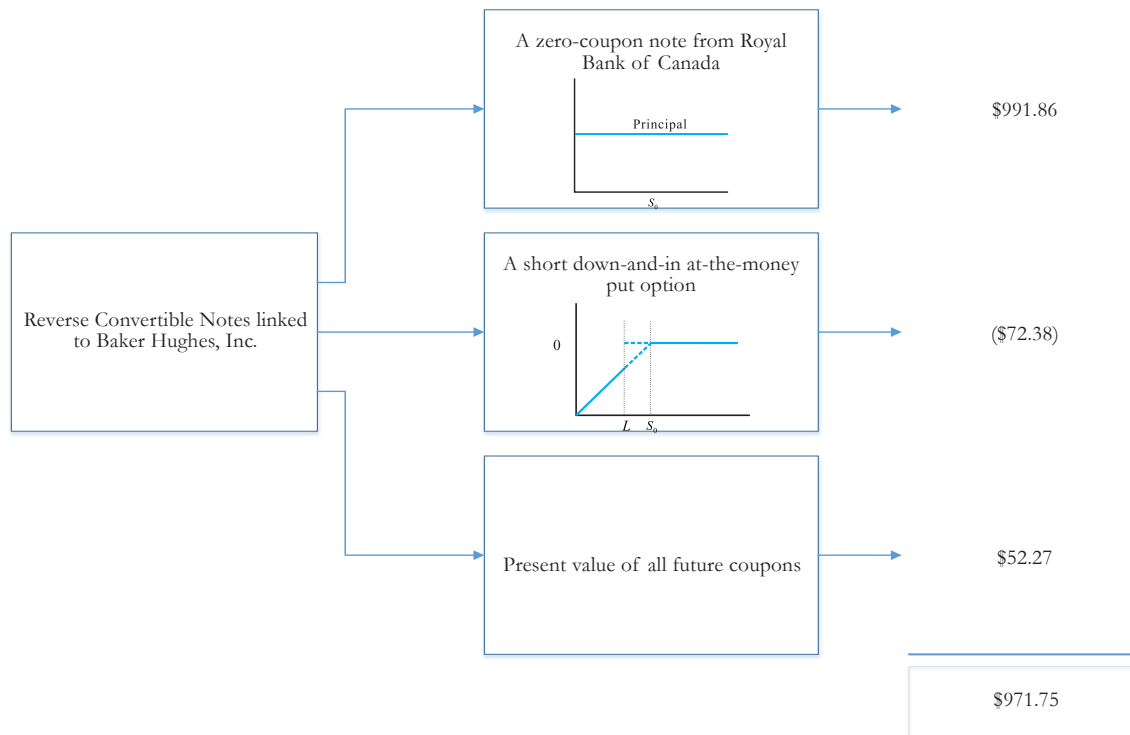 A zero-coupon note from Royal
Bank of Canada
Principal
S₀
$991.86
Reverse Convertible Notes linked
to Baker Hughes, Inc.
A short down-and-in at-the-money
put option
0
L S₀
($72.38)
Present value of all future coupons
$52.27
$971.75